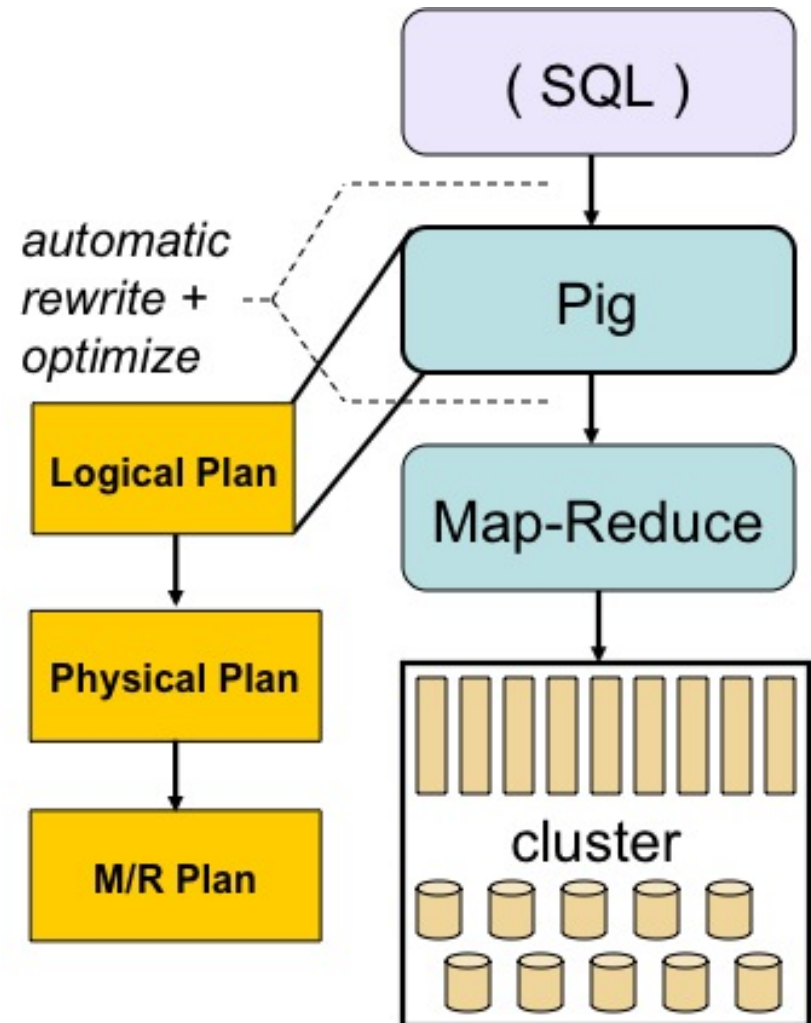 ( SQL )
automatic
rewrite +
optimize
Pig
Logical Plan
Map-Reduce
Physical Plan
cluster
M/R Plan